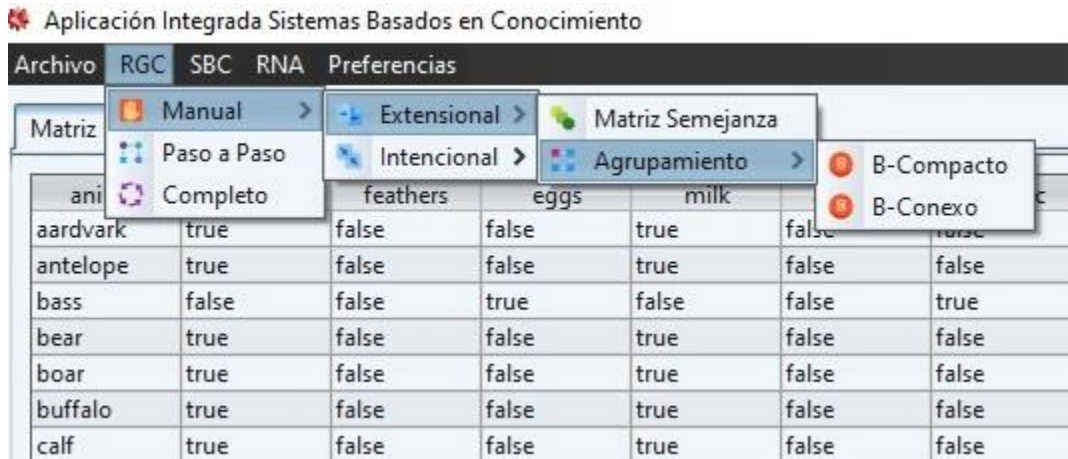 Aplicación Integrada Sistemas Basados en Conocimiento
Archivo RGC SBC RNA Preferencias
Matriz
Manual
Paso a Paso
Completo
Extensional
Intencional
Matriz Semejanza
Agrupamiento
B-Compacto
B-Conexo
feathers eggs milk
aardvark true false false true false
antelope true false false true false false
bass false false true false false true
bear true false false true false false
boar true false false true false false
buffalo true false false true false false
calf true false false true false false